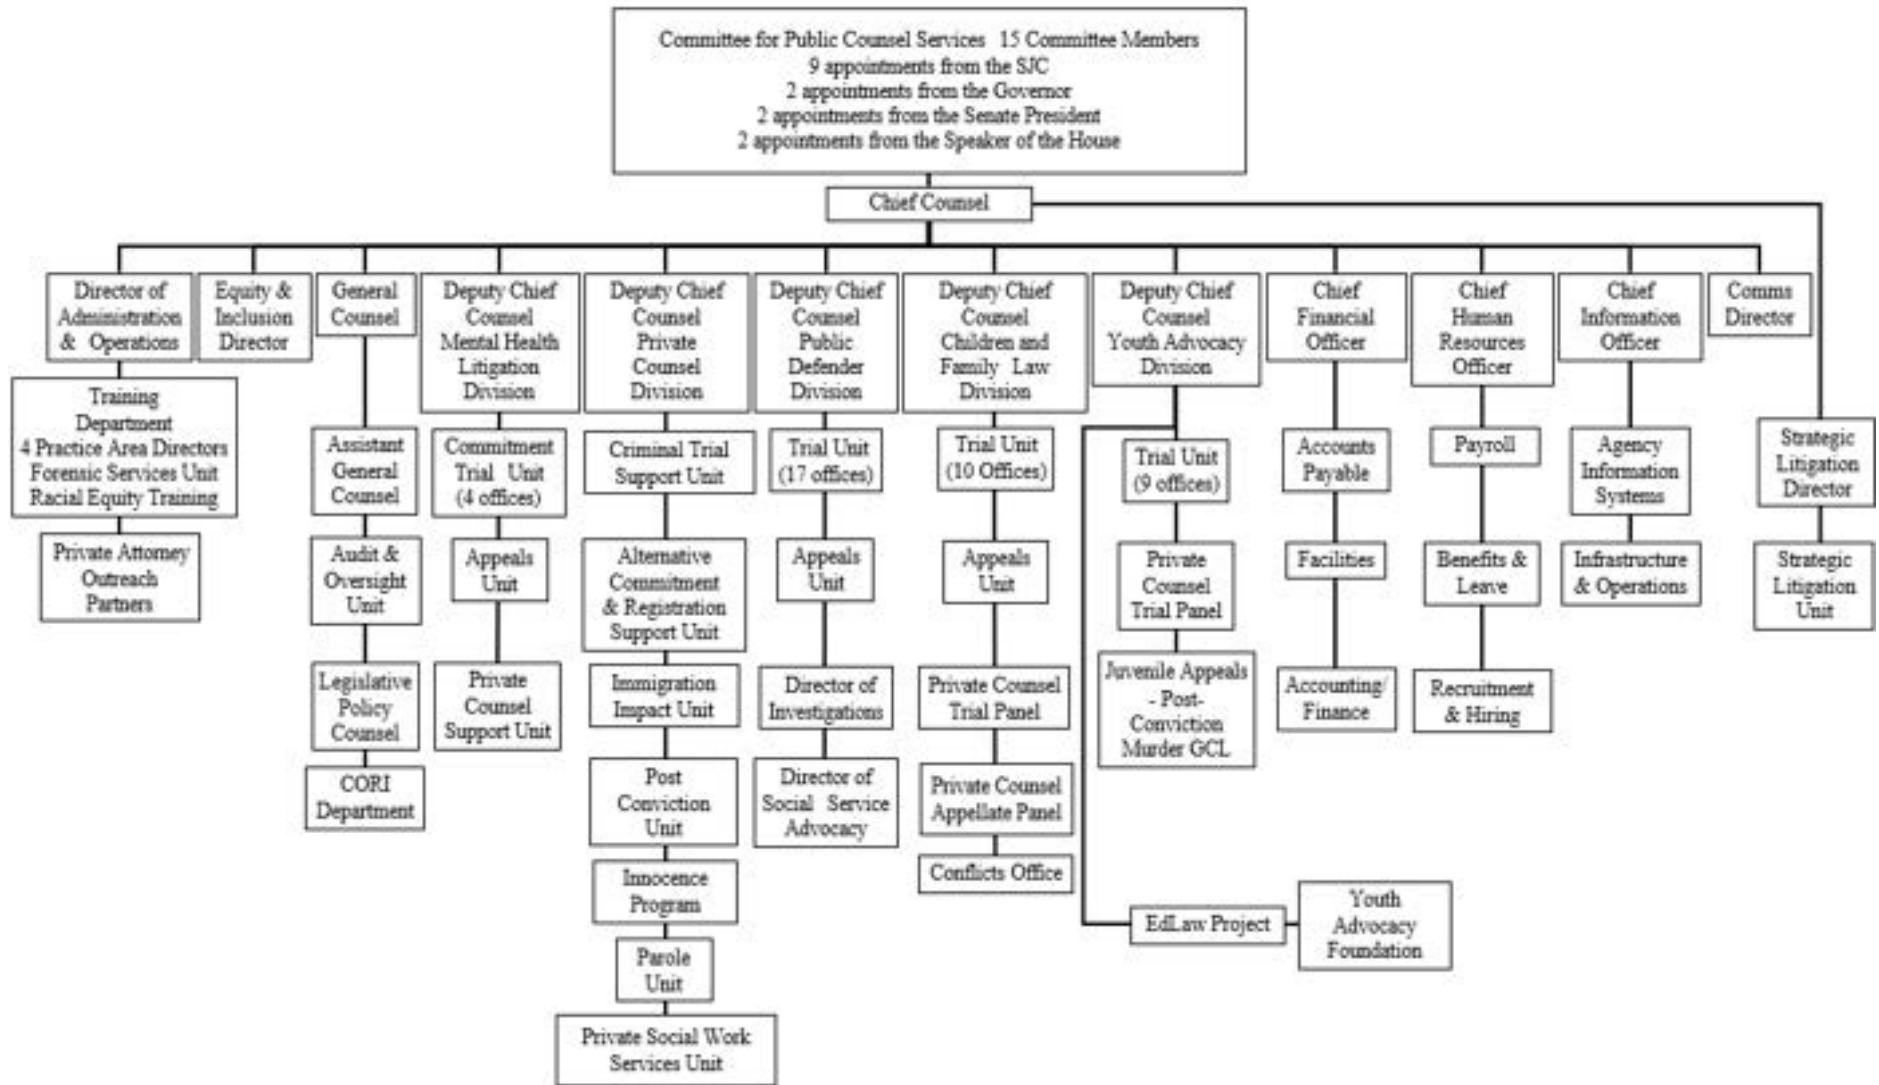 Committee for Public Counsel Services 15 Committee Members
9 appointments from the SJC
2 appointments from the Governor
2 appointments from the Senate President
2 appointments from the Speaker of the House
Chief Counsel
Director of
Administration
& Operations
Equity &
Inclusion
Director
General
Counsel
Deputy Chief
Counsel
Mental Health
Litigation
Division
Deputy Chief
Counsel
Private
Counsel
Division
Deputy Chief
Counsel
Public
Defender
Division
Deputy Chief
Counsel
Children and
Family Law
Division
Deputy Chief
Counsel
Youth Advocacy
Division
Chief
Financial
Officer
Chief
Human
Resources
Officer
Chief
Information
Officer
Comms
Director
Training
Department
4 Practice Area Directors
Forensic Services Unit
Racial Equity Training
Private Attorney
Outreach
Partners
Assistant
General
Counsel
Audit &
Oversight
Unit
Legislative
Policy
Counsel
CORI
Department
Commitment
Trial Unit
(4 offices)
Appeals
Unit
Private
Counsel
Support Unit
Criminal Trial
Support Unit
Alternative
Commitment
& Registration
Support Unit
Immigration
Impact Unit
Post
Conviction
Unit
Innocence
Program
Parole
Unit
Private Social Work
Services Unit
Trial Unit
(17 offices)
Appeals
Unit
Director of
Investigations
Director of
Social Service
Advocacy
Trial Unit
(10 Offices)
Appeals
Unit
Private Counsel
Trial Panel
Private Counsel
Appellate Panel
Conflicts Office
Trial Unit
(9 offices)
Private
Counsel
Trial Panel
Juvenile Appeals
- Post-
Conviction
Murder GCL
EdLaw Project
Youth
Advocacy
Foundation
Accounts
Payable
Facilities
Accounting/
Finance
Payroll
Benefits &
Leave
Recruitment
& Hiring
Agency
Information
Systems
Infrastructure
& Operations
Strategic
Litigation
Director
Strategic
Litigation
Unit